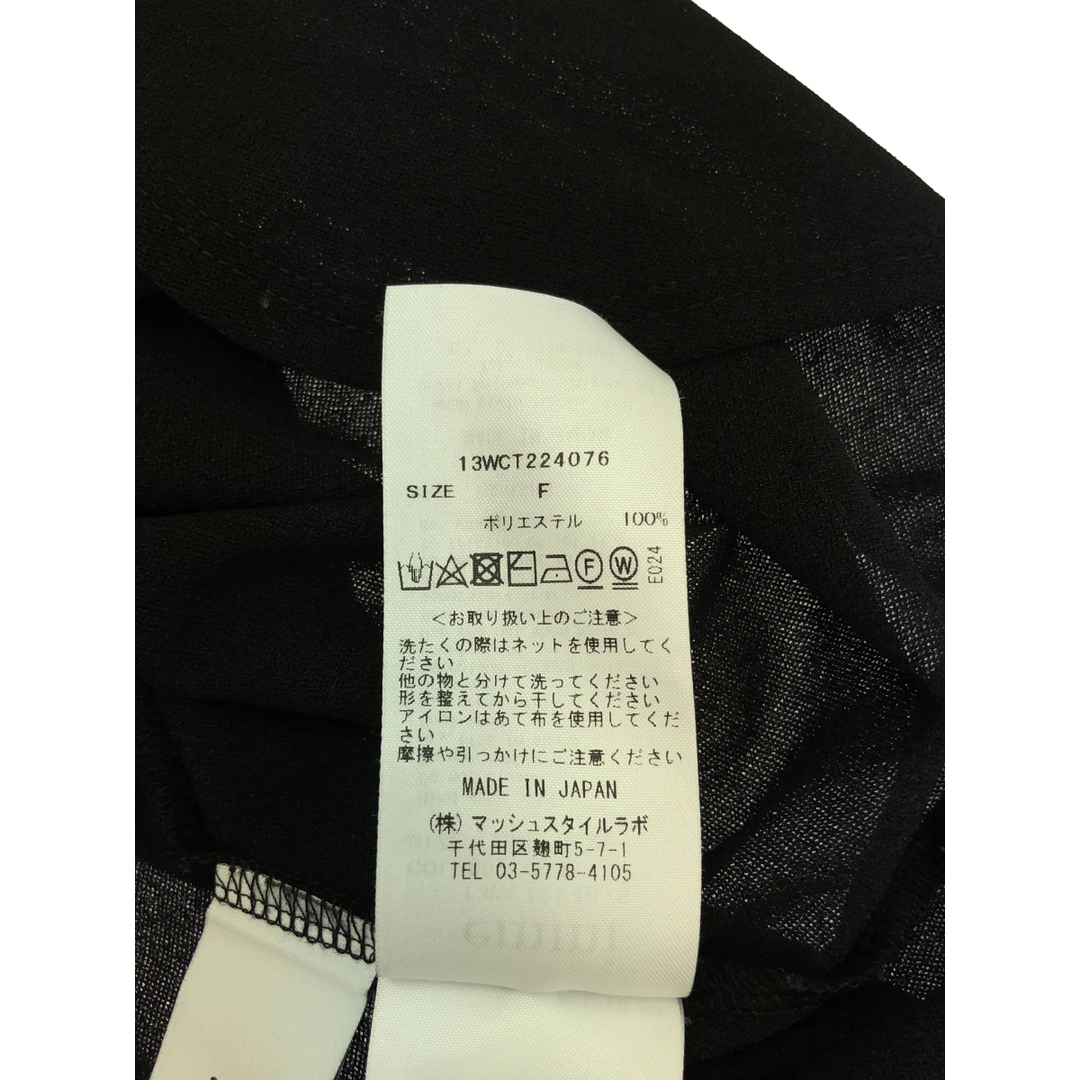 13WCT224076
SIZE F
ポリエステル 100%
F W E024
＜お取り扱い上のご注意＞
洗たくの際はネットを使用してく
ださい
他の物と分けて洗ってください
形を整えてから干してください
アイロンはあて布を使用してくだ
さい
摩擦や引っかけにご注意ください
MADE IN JAPAN
(株)マッシュスタイルラボ
千代田区麹町5-7-1
TEL 03-5778-4105